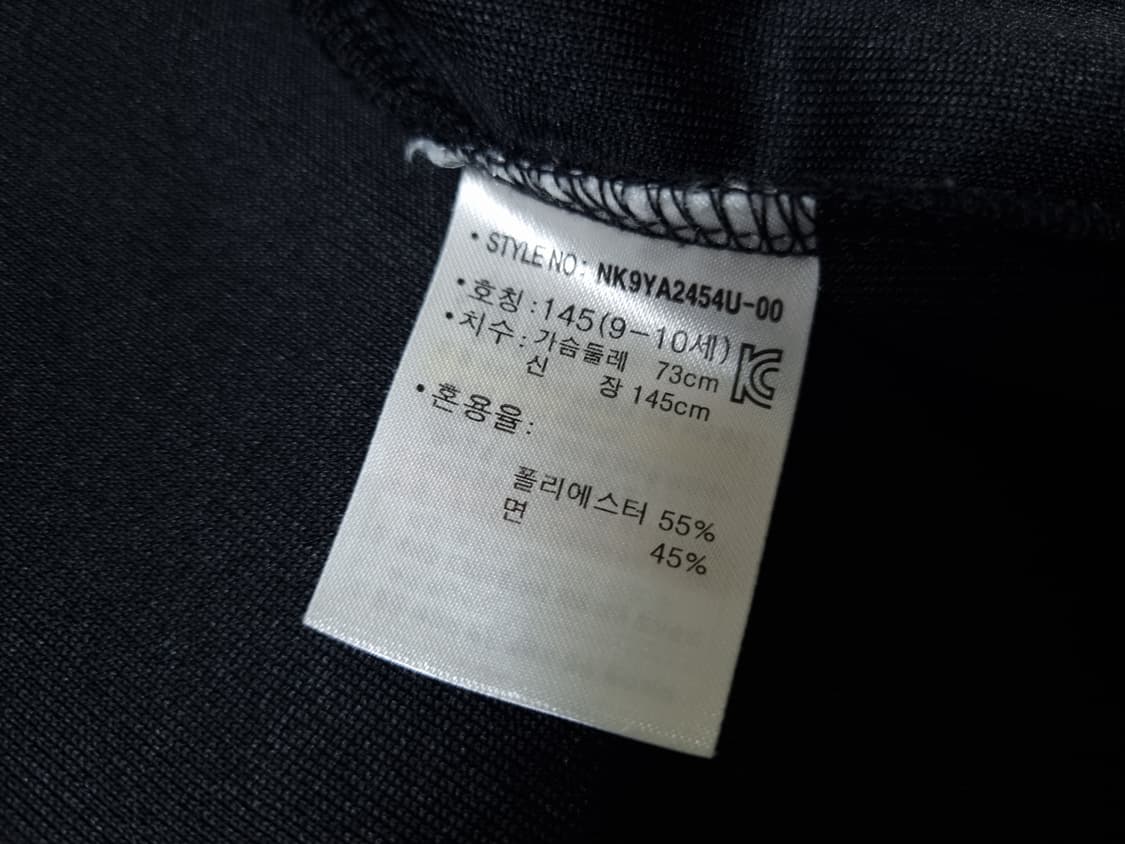 • STYLE NO: NK9YA2454U-00
• 호칭:145(9-10세)
• 치수: 가슴둘레 73cm
신 장 145cm
KC
• 혼용율:
폴리에스터 55%
면 45%